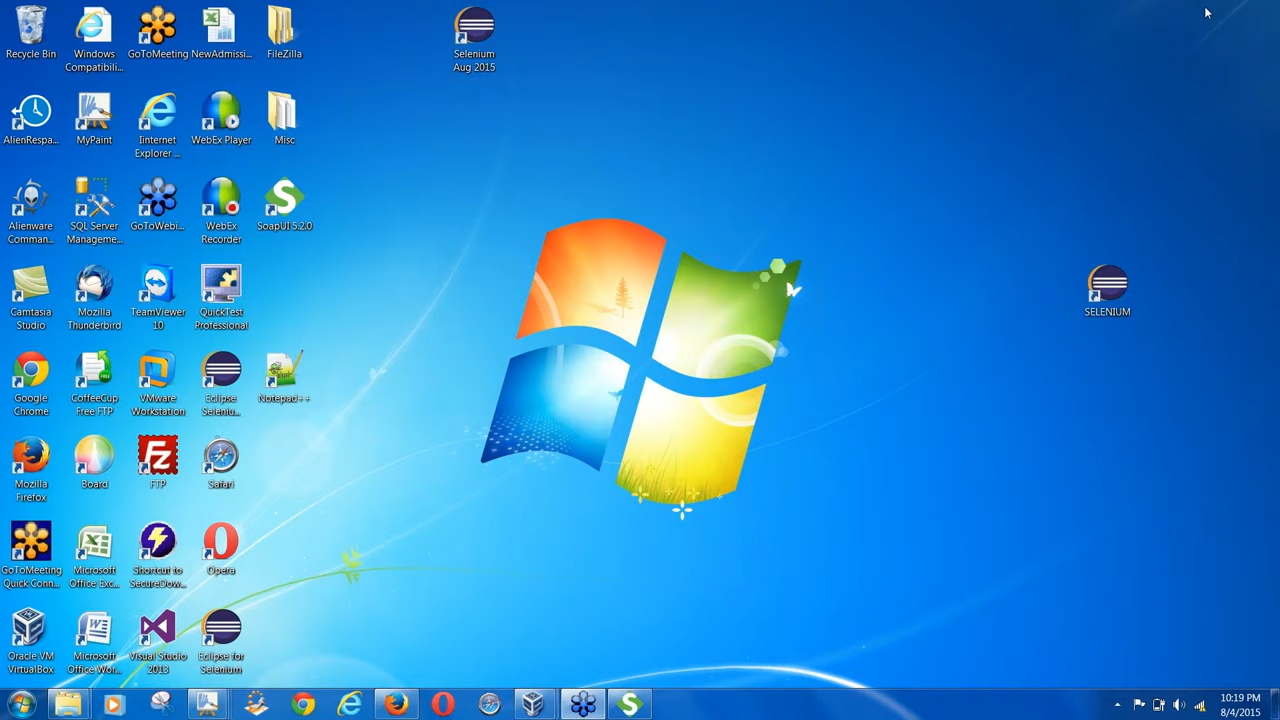 Recycle Bin
Windows
Compatibili...
GoToMeeting
NewAdmissi...
FileZilla
Selenium
Aug 2015
AlienRespa...
MyPaint
Iinternet
Explorer ...
WebEx Player
Misc
Alienware
Comman...
SQL Server
Manageme...
GoToWebi...
WebEx
Recorder
SoapUI 5.2.0
Camtasia
Studio
Mozilla
Thunderbird
TeamViewer
10
QuickTest
Professional
SELENIUM
Google
Chrome
CoffeeCup
Free FTP
VMware
Workstation
Eclipse
Seleniu...
Notepad++
Mozilla
Firefox
Board
FTP
Safari
GoToMeeting
Quick Conn...
Microsoft
Office Exc...
Shortcut to
SecureDow...
Opera
Oracle VM
VirtualBox
Microsoft
Office Wor...
Visual Studio
2013
Eclipse for
Selenium
10:19 PM
8/4/2015